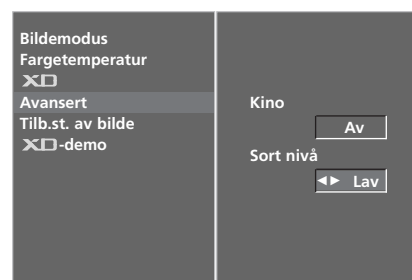 Bildemodus
Fargetemperatur
XD
Avansert
Tilb.st. av bilde
XD-demo
Kino
Av
Sort nivå
◄► Lav